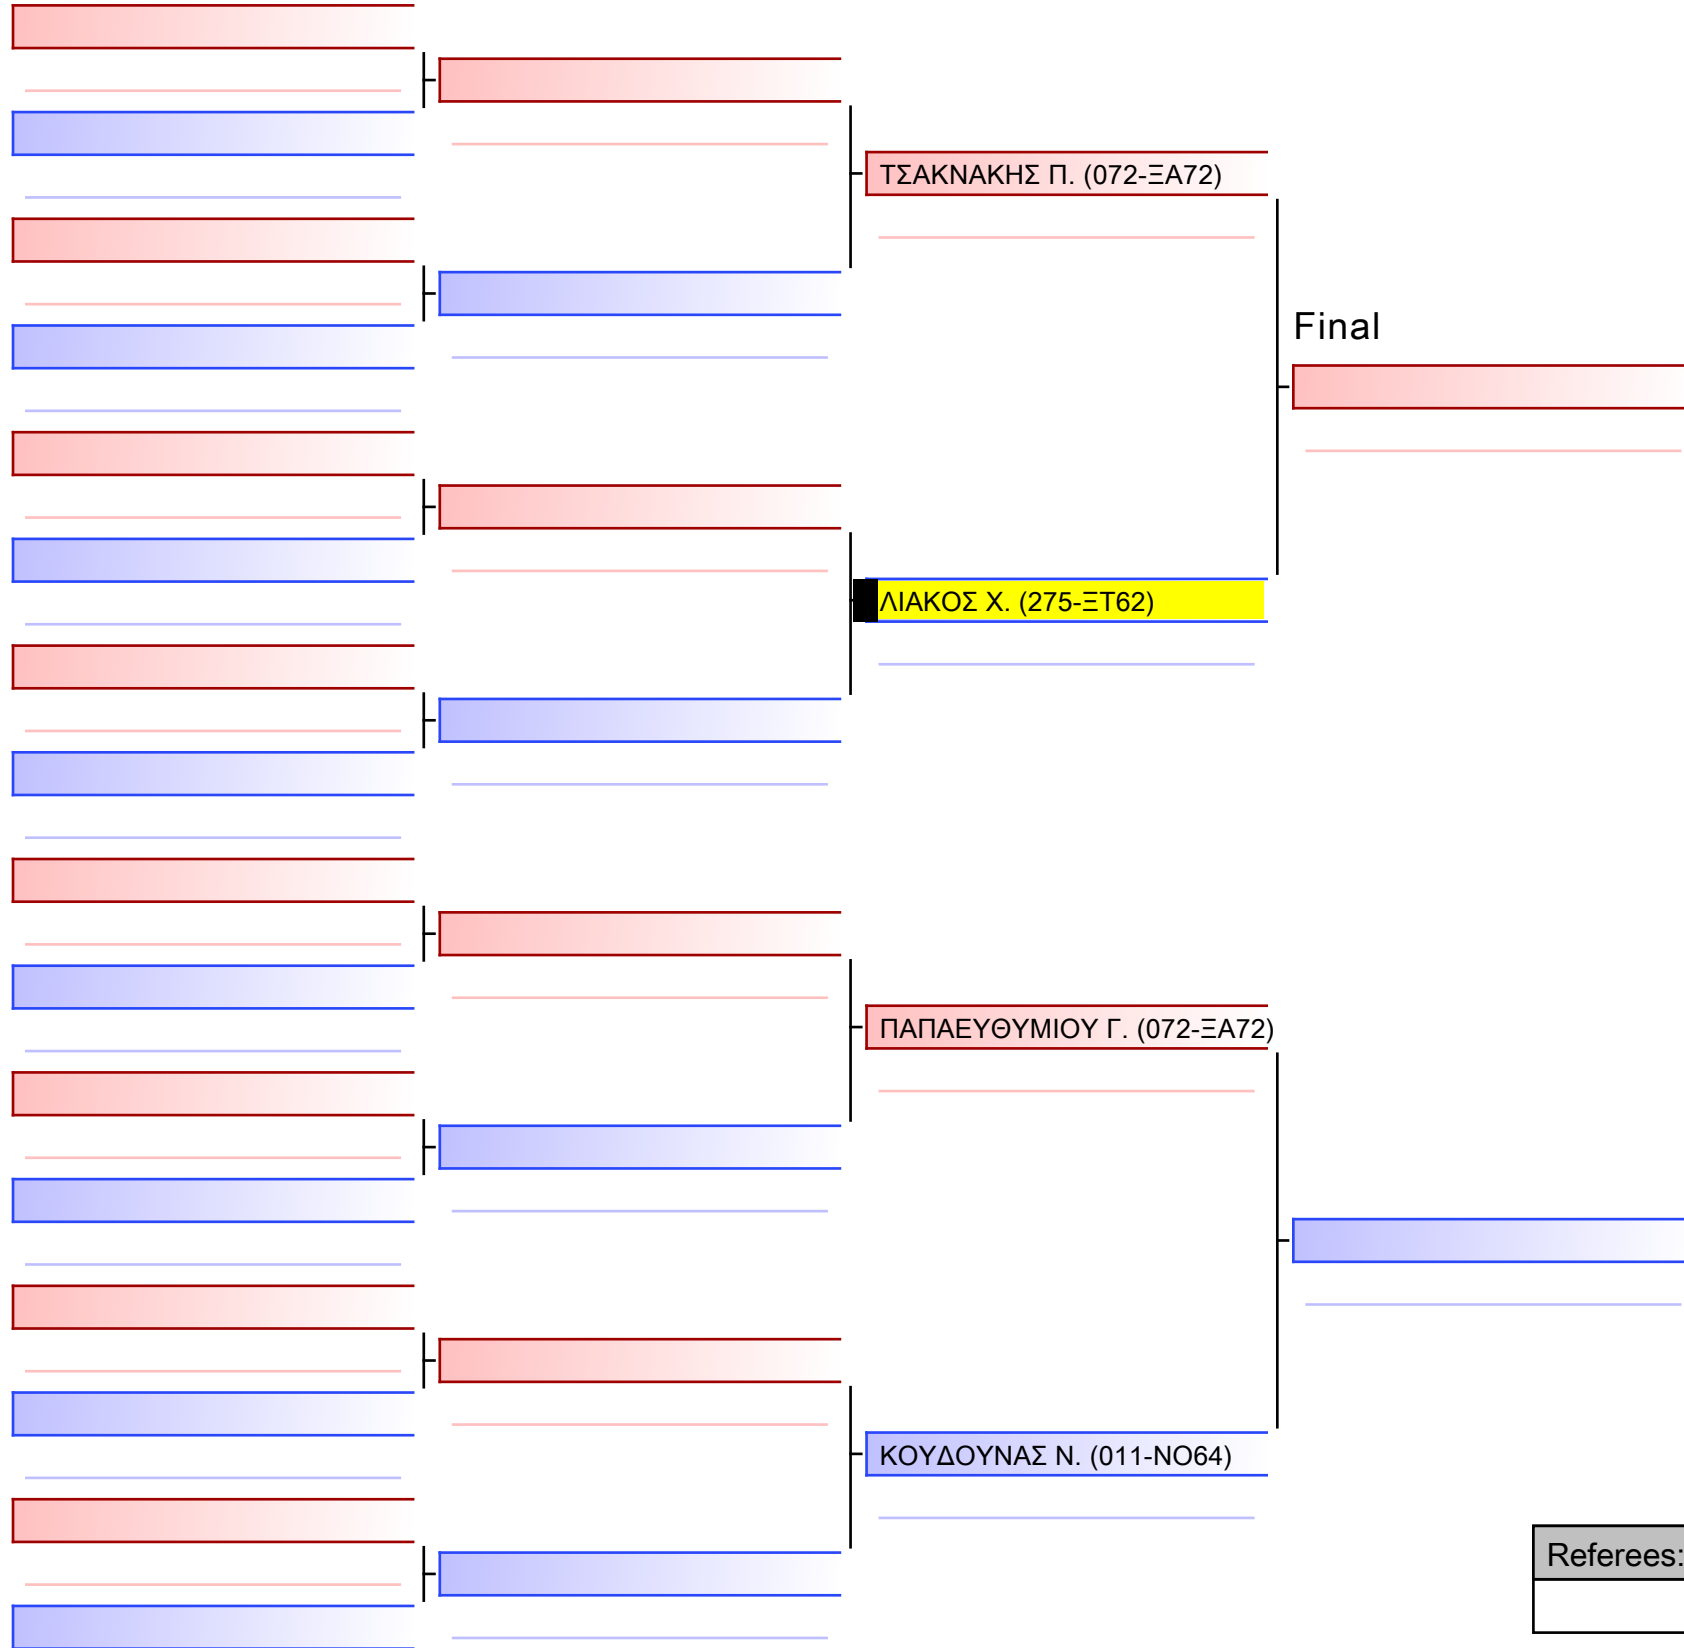 ΤΣΑΚΝΑΚΗΣ Π. (072-ΞΑ72)
Final
ΛΙΑΚΟΣ Χ. (275-ΞΤ62)
ΠΑΠΑΕΥΘΥΜΙΟΥ Γ. (072-ΞΑ72)
ΚΟΥΔΟΥΝΑΣ Ν. (011-ΝΟ64)
Referees: